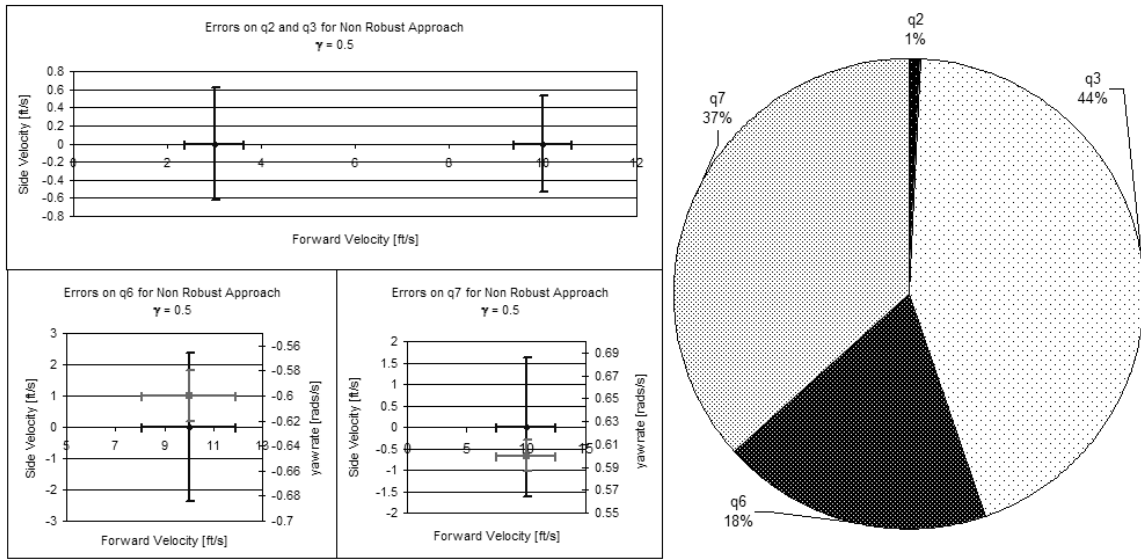 Errors on q2 and q3 for Non Robust Approach
γ = 0.5
Side Velocity [ft/s]
0.8
0.6
0.4
0.2
0
-0.2
-0.4
-0.6
-0.8
0 2 4 6 8 10 12
Forward Velocity [ft/s]
Errors on q6 for Non Robust Approach
γ = 0.5
Side Velocity [ft/s]
3
2
1
0
-1
-2
-3
5 7 9 11 13
-0.56
-0.58
-0.6
-0.62
-0.64
-0.66
-0.68
-0.7
yaw rate [rads/s]
Forward Velocity [ft/s]
Errors on q7 for Non Robust Approach
γ = 0.5
Side Velocity [ft/s]
2
1.5
1
0.5
0
-0.5
-1
-1.5
-2
0 5 10 15
0.69
0.67
0.65
0.63
0.61
0.59
0.57
0.55
yaw rate [rads/s]
Forward Velocity [ft/s]
q2
1%
q3
44%
q7
37%
q6
18%